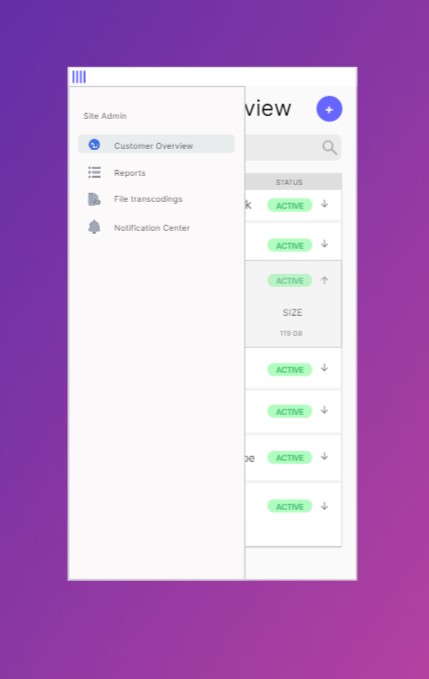 view
+
Site Admin
Customer Overview
Reports
File transcodings
Notification Center
STATUS
k ACTIVE
ACTIVE
ACTIVE
SIZE
119 GB
ACTIVE
ACTIVE
be ACTIVE
ACTIVE